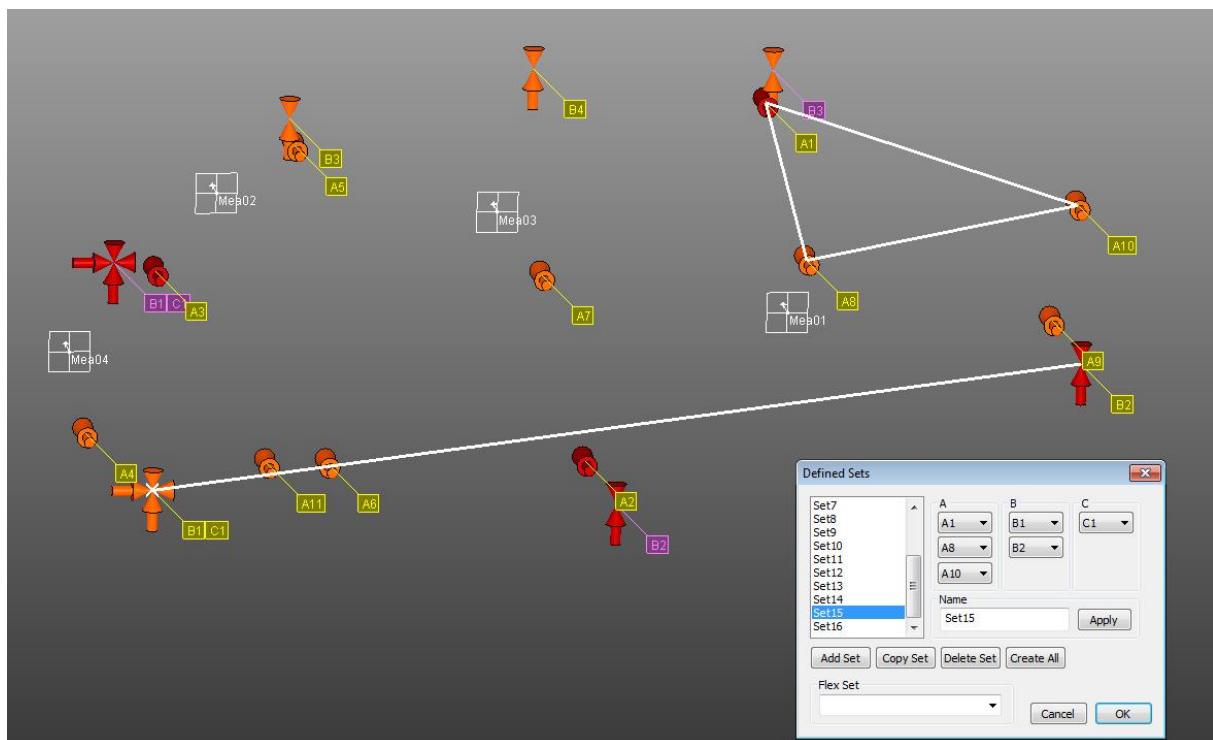 B4
B3
A1
B3
A5
Mea02
Mea03
A10
B1 C
A3
A8
A7
Mea01
Mea04
A9
B2
A4
A11
A6
A2
B1 C1
B2
Defined Sets
Set7
Set8
Set9
Set10
Set11
Set12
Set13
Set14
Set15
Set16
A
A1
A8
A10
B
B1
B2
C
C1
Name
Set15
Apply
Add Set
Copy Set
Delete Set
Create All
Flex Set
Cancel
OK